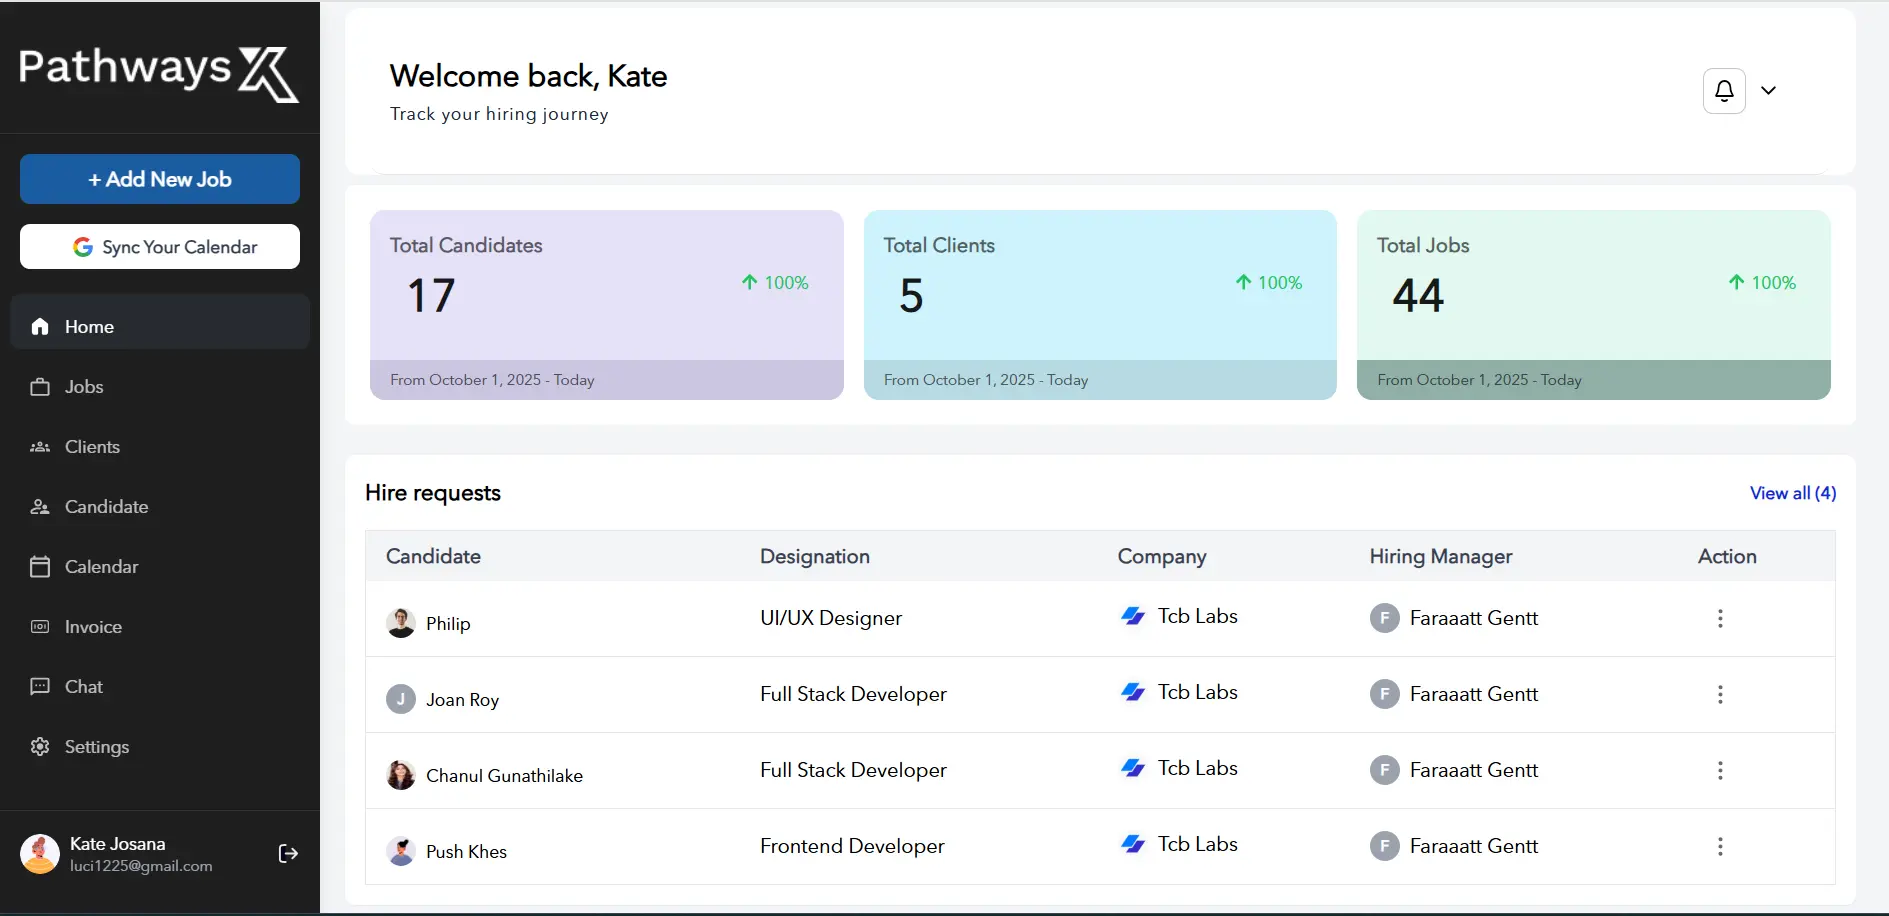 Pathways X
+ Add New Job
Sync Your Calendar
Home
Jobs
Clients
Candidate
Calendar
Invoice
Chat
Settings
Kate Josana
luci1225@gmail.com
Welcome back, Kate
Track your hiring journey
Total Candidates
17
100%
From October 1, 2025 - Today
Total Clients
5
100%
From October 1, 2025 - Today
Total Jobs
44
100%
From October 1, 2025 - Today
Hire requests
View all (4)
Candidate Designation Company Hiring Manager Action
Philip UI/UX Designer Tcb Labs F Faraaatt Gentt
J Joan Roy Full Stack Developer Tcb Labs F Faraaatt Gentt
Chanul Gunathilake Full Stack Developer Tcb Labs F Faraaatt Gentt
Push Khes Frontend Developer Tcb Labs F Faraaatt Gentt